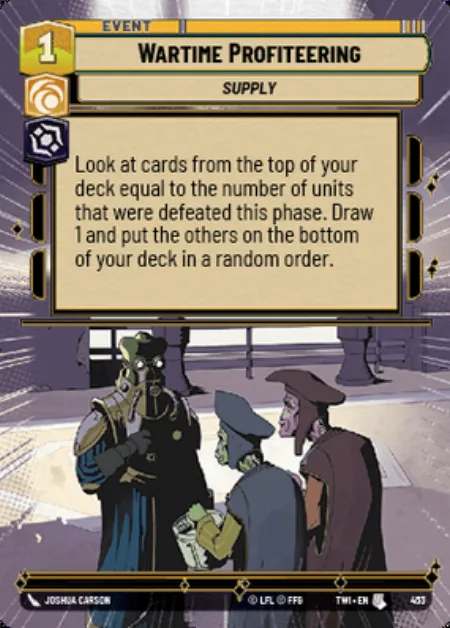 EVENT
1
WARTIME PROFITEERING
SUPPLY
Look at cards from the top of your
deck equal to the number of units
that were defeated this phase. Draw
1 and put the others on the bottom
of your deck in a random order.
JOSHUA CARSON © LFL © FFG TWI • EN 453